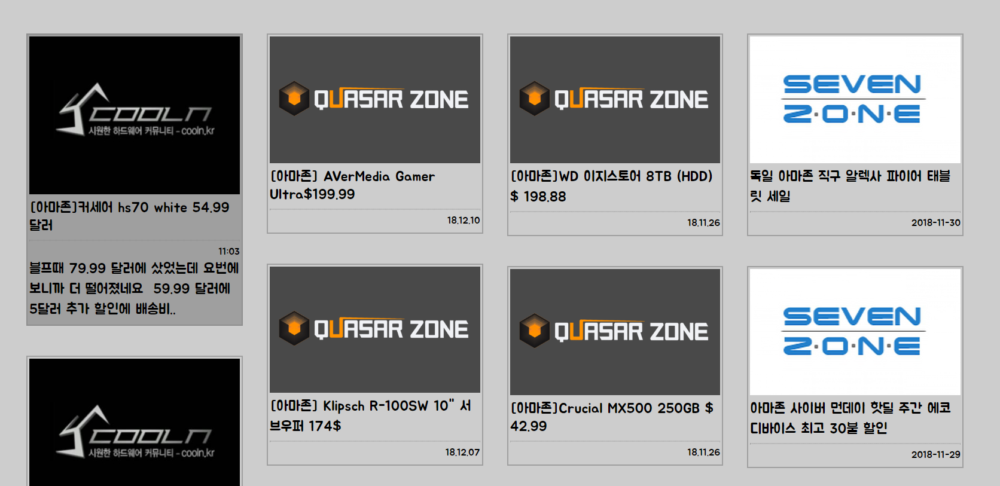 COOLN
시원한 하드웨어 커뮤니티 - cooln.kr
[아마존]커세어 hs70 white 54.99
달러
11:03
블프때 79.99 달러에 샀었는데 요번에
보니까 더 떨어졌네요  59.99 달러에
5달러 추가 할인에 배송비..
COOLN
시원한 하드웨어 커뮤니티 - cooln.kr
QUASAR ZONE
[아마존] AVerMedia Gamer
Ultra$199.99
18.12.10
QUASAR ZONE
[아마존] Klipsch R-100SW 10" 서
브우퍼 174$
18.12.07
QUASAR ZONE
[아마존]WD 이지스토어 8TB (HDD)
$ 198.88
18.11.26
QUASAR ZONE
[아마존]Crucial MX500 250GB $
42.99
18.11.26
SEVEN
Z·O·N·E
독일 아마존 직구 알렉사 파이어 태블
릿 세일
2018-11-30
SEVEN
Z·O·N·E
아마존 사이버 먼데이 핫딜 주간 에코
디바이스 최고 30불 할인
2018-11-29